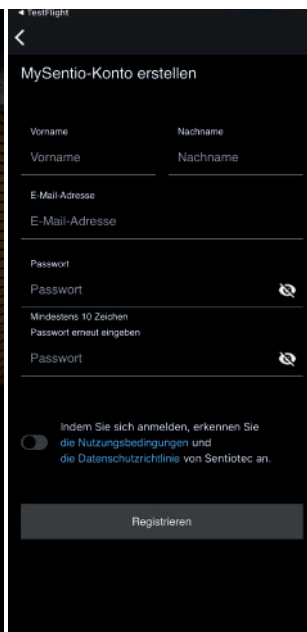 TestFlight
MySentio-Konto erstellen
Vorname Nachname
Vorname Nachname
E-Mail-Adresse
E-Mail-Adresse
Passwort
Passwort
Mindestens 10 Zeichen
Passwort erneut eingeben
Passwort
Indem Sie sich anmelden, erkennen Sie
die Nutzungsbedingungen und
die Datenschutzrichtlinie von Sentiotec an.
Registrieren